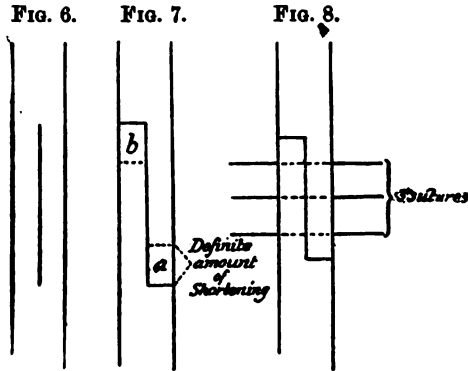 FIG. 6.
FIG. 7.
FIG. 8.
b
a
Definite
amount
of
Shortening
Sutures